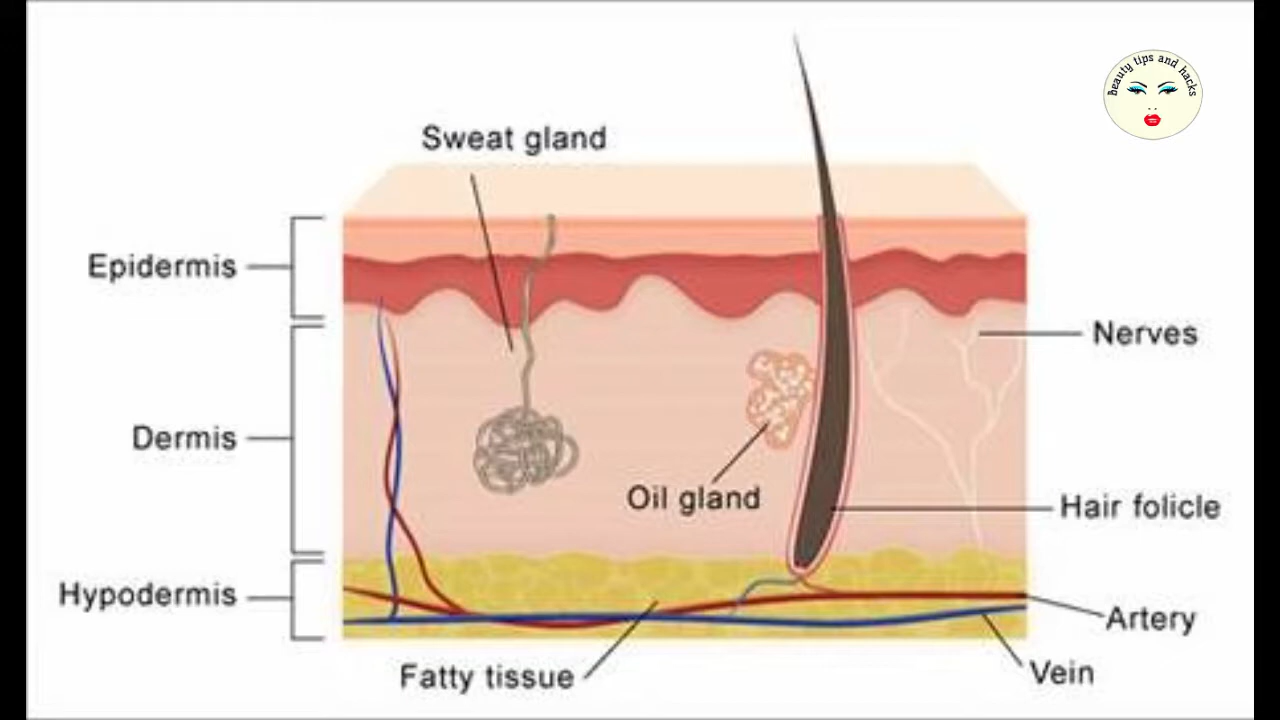 beauty tips and hacks
Sweat gland
Epidermis
Nerves
Dermis
Oil gland
Hair folicle
Hypodermis
Artery
Fatty tissue
Vein